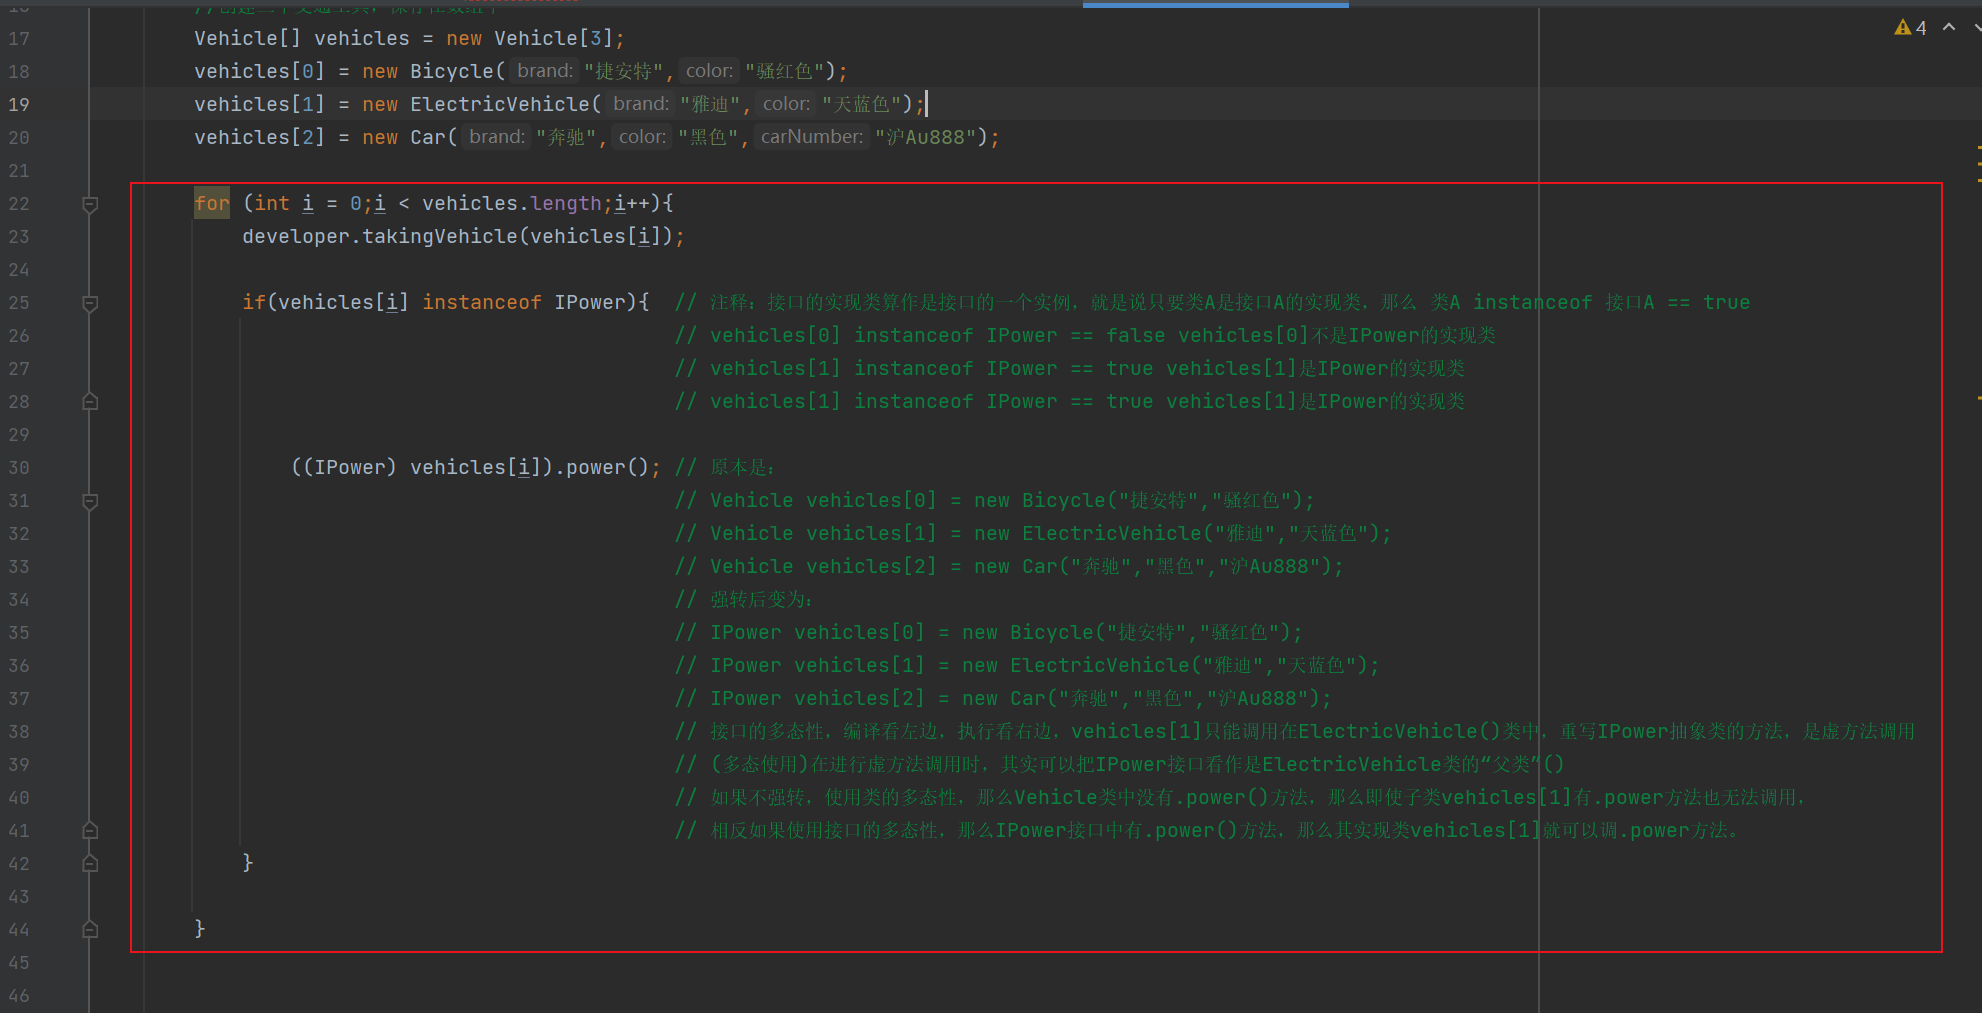 17 Vehicle[] vehicles = new Vehicle[3];
18 vehicles[0] = new Bicycle( brand: "捷安特", color: "骚红色");
19 vehicles[1] = new ElectricVehicle( brand: "雅迪", color: "天蓝色");
20 vehicles[2] = new Car( brand: "奔驰", color: "黑色", carNumber: "沪Au888");
21
22 for (int i = 0;i < vehicles.length;i++){
23 developer.takingVehicle(vehicles[i]);
24
25 if(vehicles[i] instanceof IPower){ // 注释：接口的实现类算作是接口的一个实例，就是说只要类A是接口A的实现类，那么 类A instanceof 接口A == true
26 // vehicles[0] instanceof IPower == false vehicles[0]不是IPower的实现类
27 // vehicles[1] instanceof IPower == true vehicles[1]是IPower的实现类
28 // vehicles[1] instanceof IPower == true vehicles[1]是IPower的实现类
29
30 ((IPower) vehicles[i]).power(); // 原本是：
31 // Vehicle vehicles[0] = new Bicycle("捷安特","骚红色");
32 // Vehicle vehicles[1] = new ElectricVehicle("雅迪","天蓝色");
33 // Vehicle vehicles[2] = new Car("奔驰","黑色","沪Au888");
34 // 强转后变为：
35 // IPower vehicles[0] = new Bicycle("捷安特","骚红色");
36 // IPower vehicles[1] = new ElectricVehicle("雅迪","天蓝色");
37 // IPower vehicles[2] = new Car("奔驰","黑色","沪Au888");
38 // 接口的多态性，编译看左边，执行看右边，vehicles[1]只能调用在ElectricVehicle()类中，重写IPower抽象类的方法，是虚方法调用
39 // (多态使用)在进行虚方法调用时，其实可以把IPower接口看作是ElectricVehicle类的“父类”()
40 // 如果不强转，使用类的多态性，那么Vehicle类中没有.power()方法，那么即使子类vehicles[1]有.power方法也无法调用，
41 // 相反如果使用接口的多态性，那么IPower接口中有.power()方法，那么其实现类vehicles[1]就可以调.power方法。
42 }
43
44 }
45
46
4